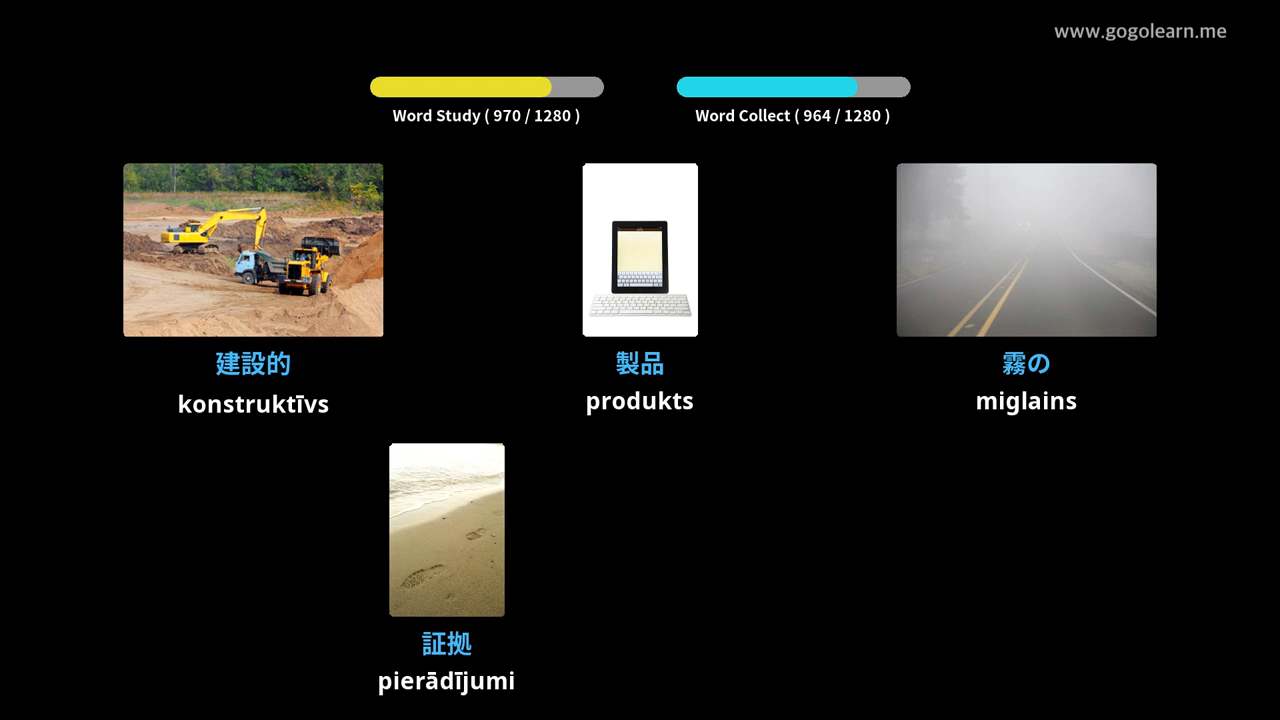 www.gogolearn.me
Word Study ( 970 / 1280 )
Word Collect ( 964 / 1280 )
建設的
konstruktīvs
製品
produkts
霧の
miglains
証拠
pierādījumi